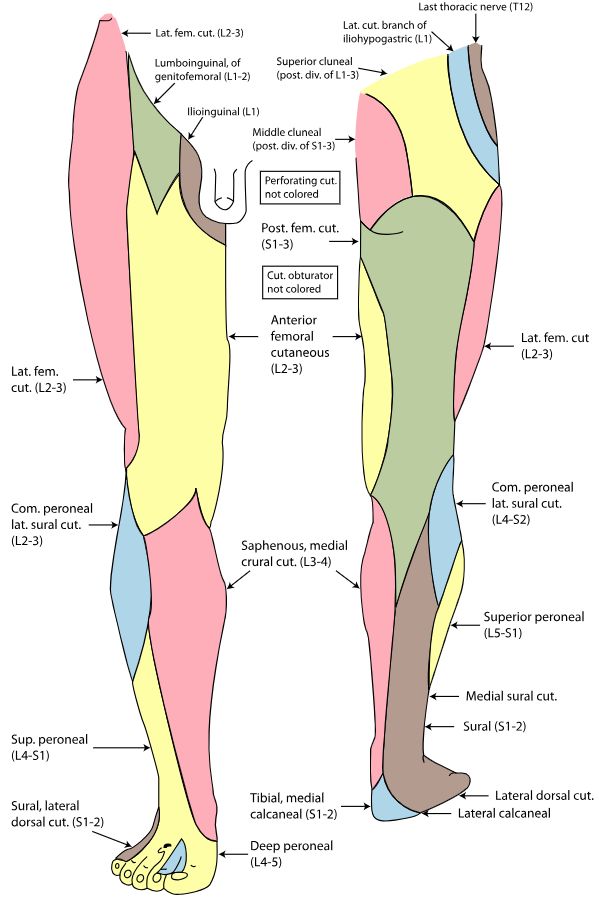 Last thoracic nerve (T12)
Lat. cut. branch of
iliohypogastric (L1)
Lat. fem. cut. (L2-3)
Lumboinguinal, of
genitofemoral (L1-2)
Superior cluneal
(post. div. of L1-3)
Ilioinguinal (L1)
Middle cluneal
(post. div. of S1-3)
Perforating cut.
not colored
Post. fem. cut.
(S1-3)
Cut. obturator
not colored
Anterior
femoral
cutaneous
(L2-3)
Lat. fem. cut
(L2-3)
Lat. fem.
cut. (L2-3)
Com. peroneal
lat. sural cut.
(L2-3)
Com. peroneal
lat. sural cut.
(L4-S2)
Saphenous, medial
crural cut. (L3-4)
Superior peroneal
(L5-S1)
Medial sural cut.
Sural (S1-2)
Sup. peroneal
(L4-S1)
Sural, lateral
dorsal cut. (S1-2)
Tibial, medial
calcaneal (S1-2)
Lateral dorsal cut.
Lateral calcaneal
Deep peroneal
(L4-5)